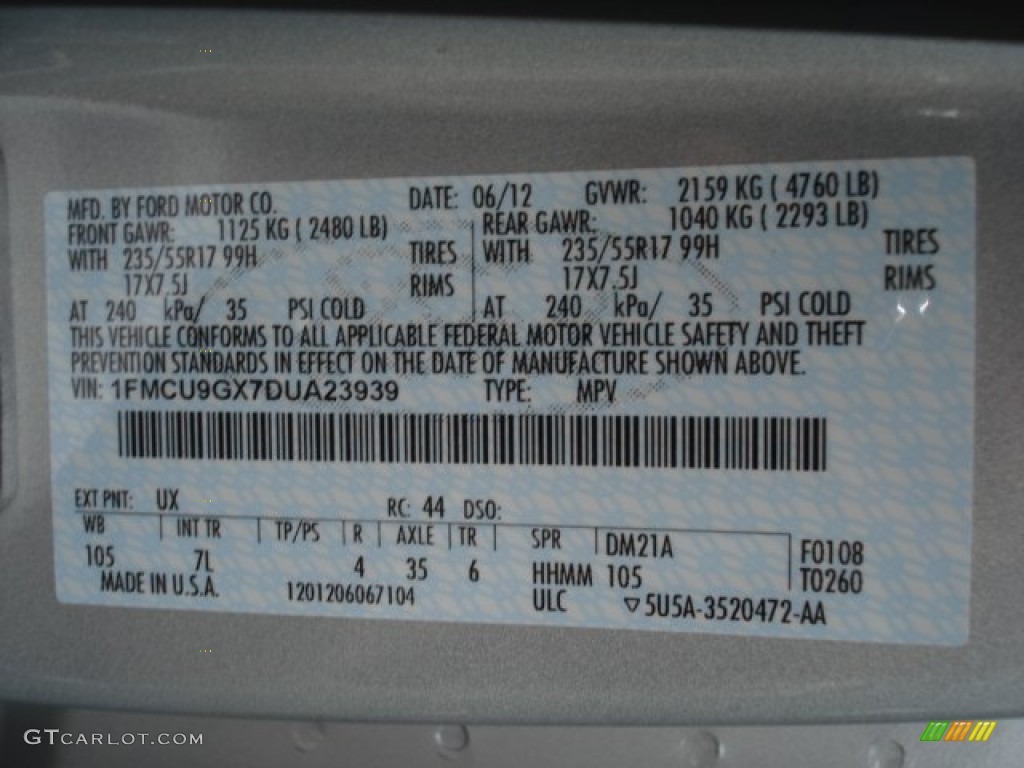 MFD. BY FORD MOTOR CO. DATE: 06/12 GVWR: 2159 KG ( 4760 LB)
FRONT GAWR: 1125 KG ( 2480 LB) REAR GAWR: 1040 KG ( 2293 LB)
WITH 235/55R17 99H TIRES WITH 235/55R17 99H TIRES
17X7.5J RIMS 17X7.5J RIMS
AT 240 kPa/ 35 PSI COLD AT 240 kPa/ 35 PSI COLD
THIS VEHICLE CONFORMS TO ALL APPLICABLE FEDERAL MOTOR VEHICLE SAFETY AND THEFT
PREVENTION STANDARDS IN EFFECT ON THE DATE OF MANUFACTURE SHOWN ABOVE.
VIN: 1FMCU9GX7DUA23939 TYPE: MPV
EXT PNT: UX RC: 44 DSO:
WB INT TR TP/PS R AXLE TR SPR DM21A F0108
105 7L 4 35 6 HHMM 105 T0260
MADE IN U.S.A. 1201206067104 ULC ▽5U5A-3520472-AA
GTCARLOT.COM